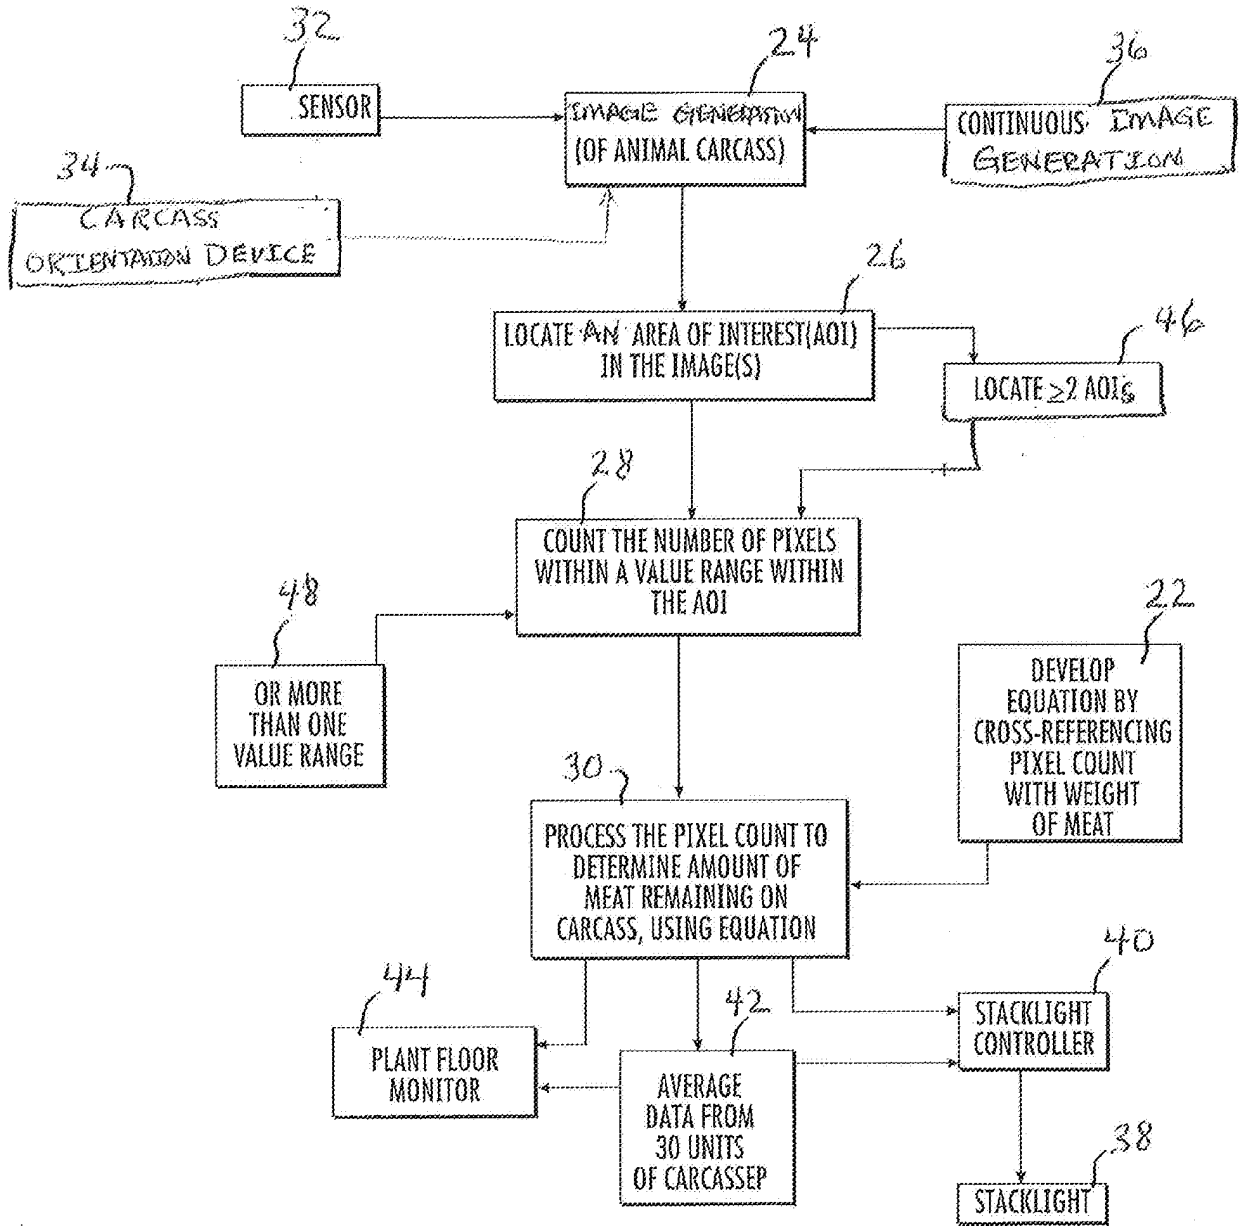 32
24
36
SENSOR
IMAGE GENERATION
(OF ANIMAL CARCASS)
CONTINUOUS IMAGE
GENERATION
34
CARCASS
ORIENTATION DEVICE
26
LOCATE AN AREA OF INTEREST(AOI)
IN THE IMAGE(S)
46
LOCATE ≥2 AOIs
28
COUNT THE NUMBER OF PIXELS
WITHIN A VALUE RANGE WITHIN
THE AOI
48
OR MORE
THAN ONE
VALUE RANGE
22
DEVELOP
EQUATION BY
CROSS-REFERENCING
PIXEL COUNT
WITH WEIGHT
OF MEAT
30
PROCESS THE PIXEL COUNT TO
DETERMINE AMOUNT OF
MEAT REMAINING ON
CARCASS, USING EQUATION
44
PLANT FLOOR
MONITOR
42
AVERAGE
DATA FROM
30 UNITS
OF CARCASSEP
40
STACKLIGHT
CONTROLLER
38
STACKLIGHT